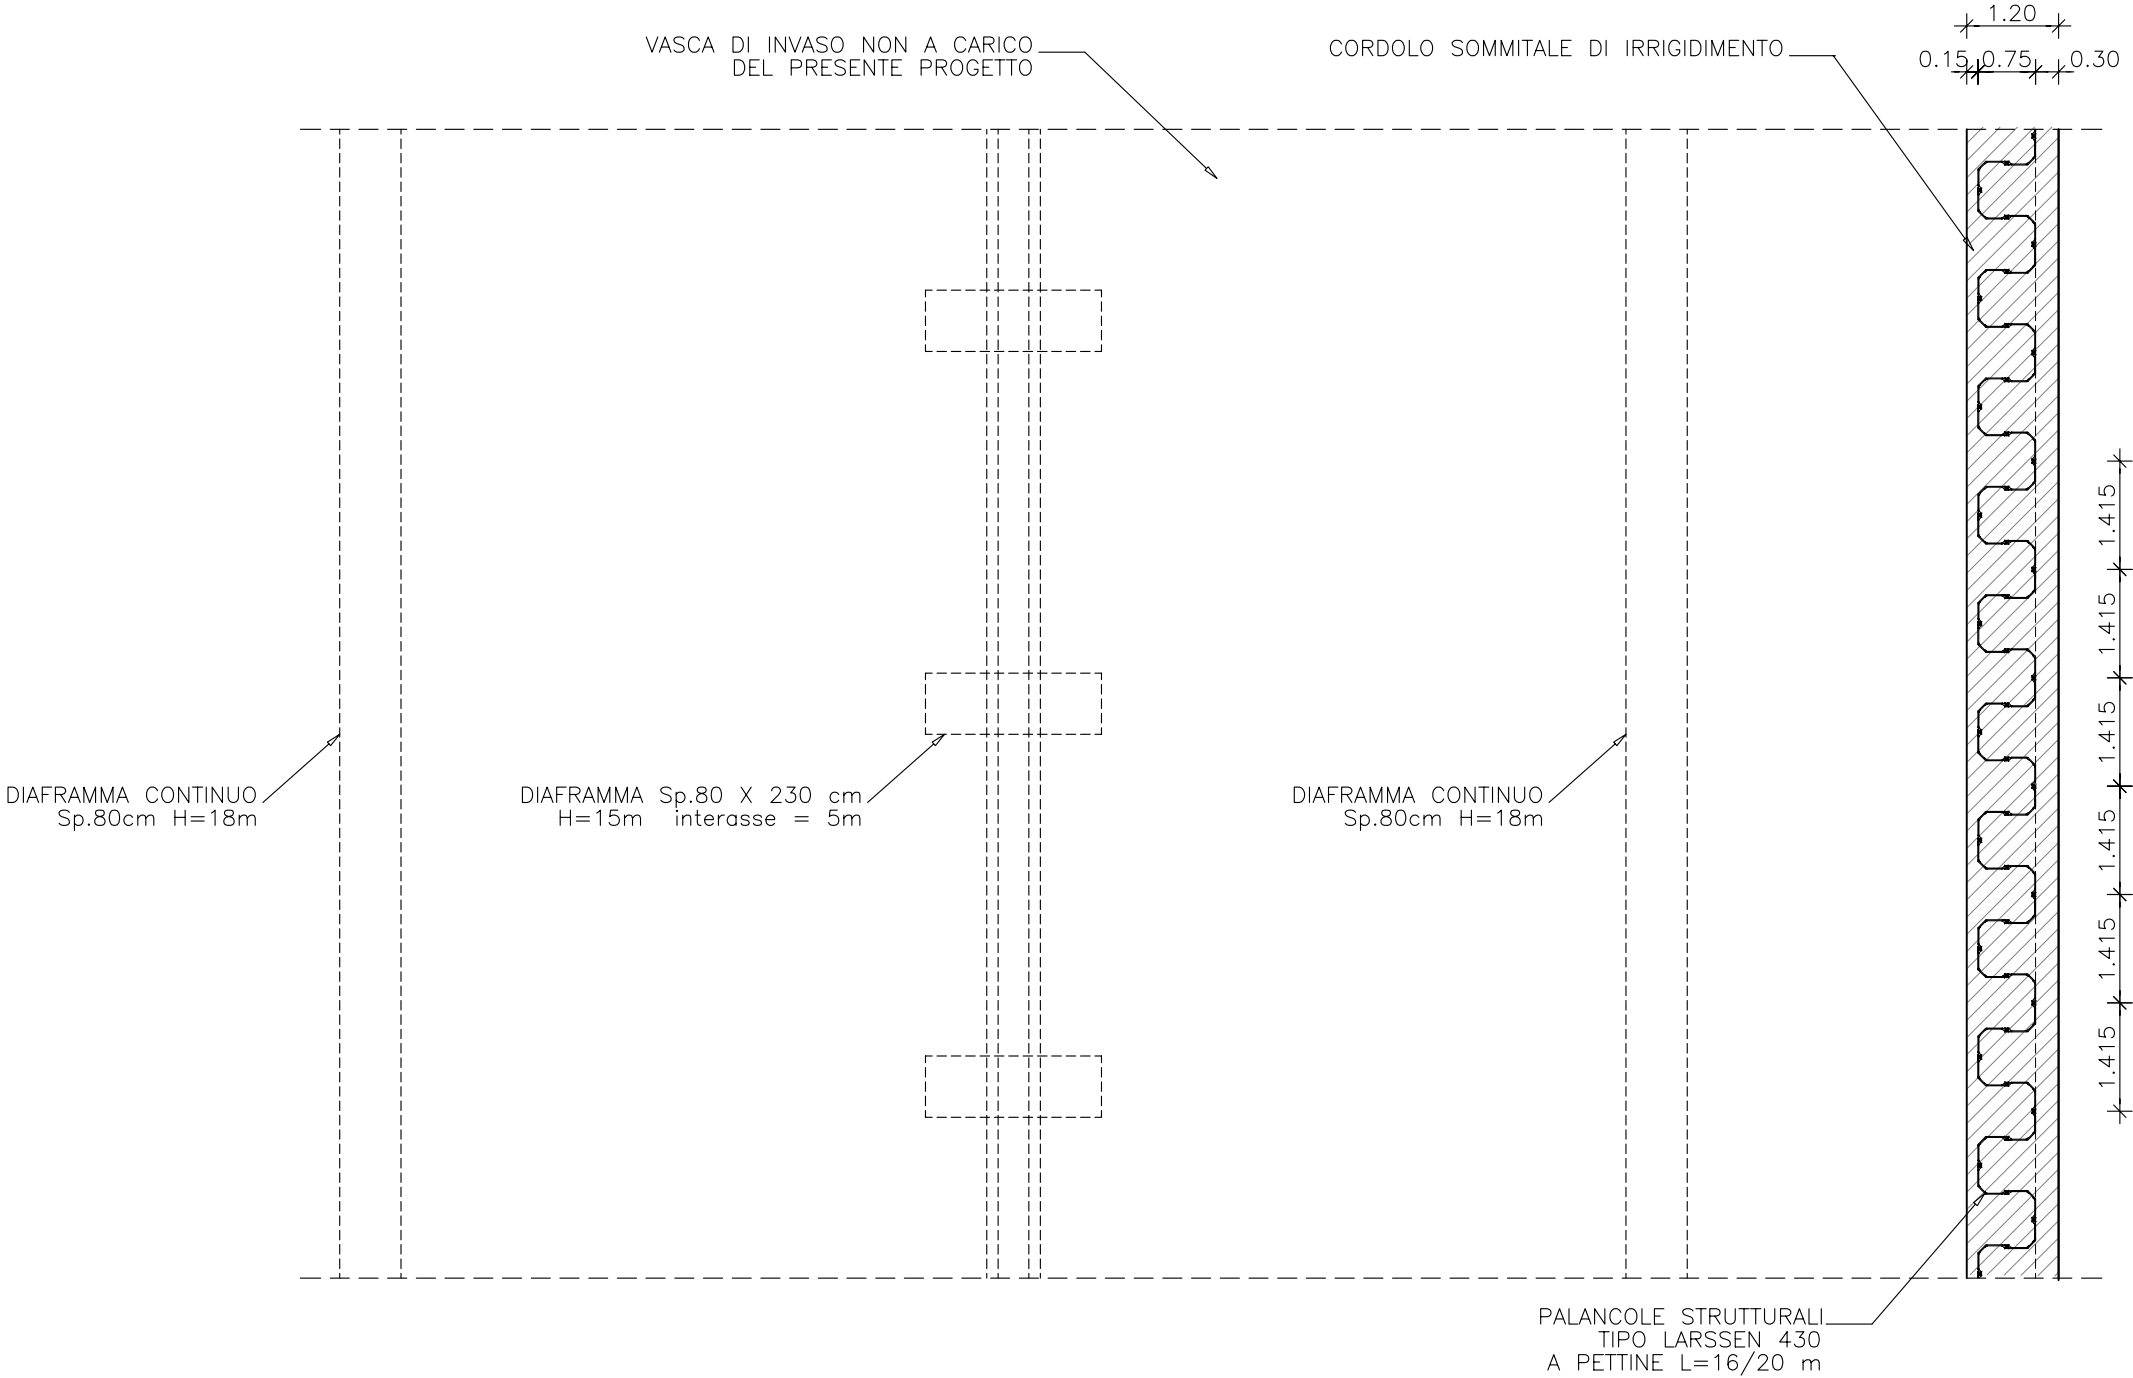 1.20
VASCA DI INVASO NON A CARICO
DEL PRESENTE PROGETTO
CORDOLO SOMMITALE DI IRRIGIDIMENTO
0.15 0.75 0.30
1.415
1.415
1.415
1.415
1.415
1.415
DIAFRAMMA CONTINUO
Sp.80cm H=18m
DIAFRAMMA Sp.80 X 230 cm
H=15m interasse = 5m
DIAFRAMMA CONTINUO
Sp.80cm H=18m
PALANCOLE STRUTTURALI
TIPO LARSSEN 430
A PETTINE L=16/20 m